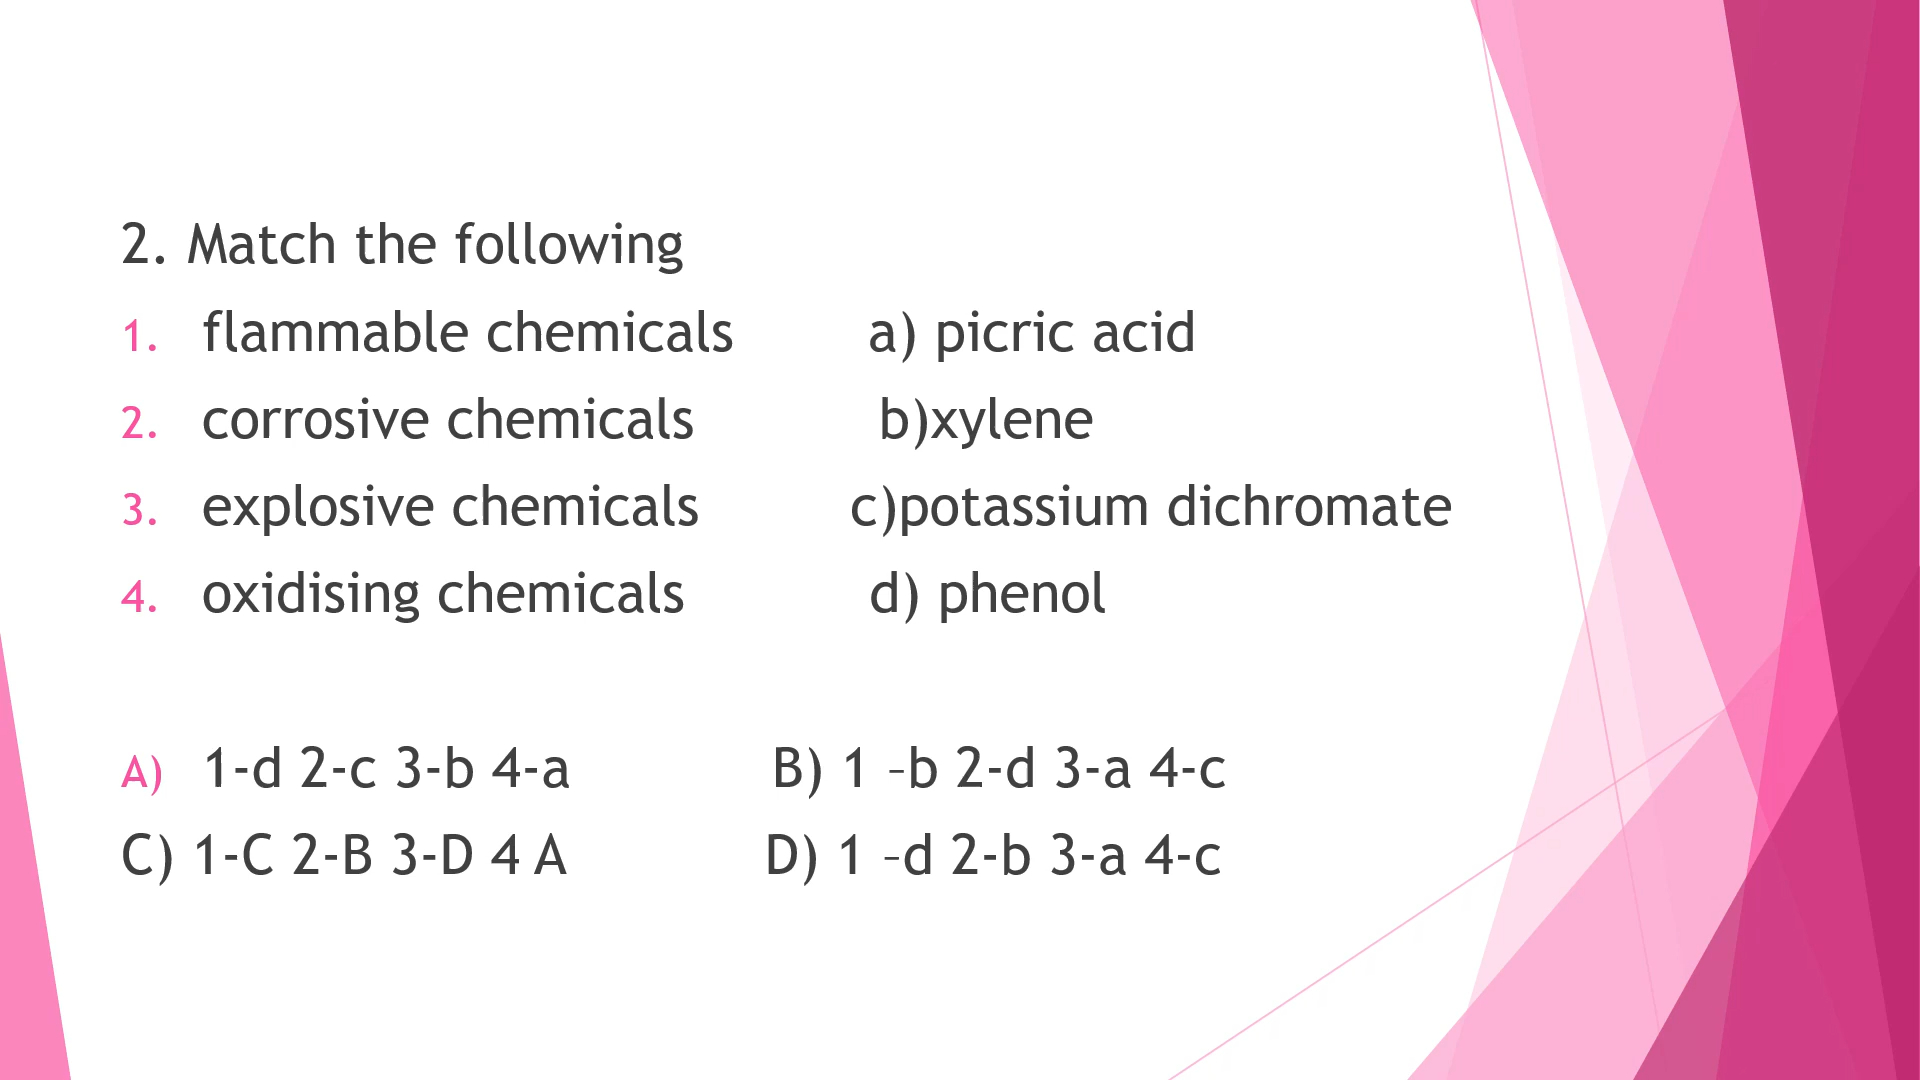 2. Match the following
1. flammable chemicals a) picric acid
2. corrosive chemicals b)xylene
3. explosive chemicals c)potassium dichromate
4. oxidising chemicals d) phenol
A) 1-d 2-c 3-b 4-a B) 1 –b 2-d 3-a 4-c
C) 1-C 2-B 3-D 4 A D) 1 –d 2-b 3-a 4-c